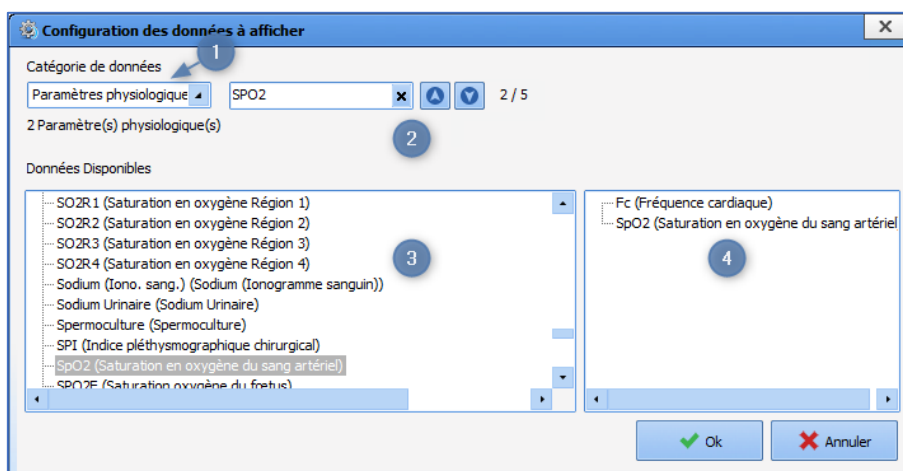 Configuration des données à afficher
1
Catégorie de données
Paramètres physiologique SPO2 2 / 5
2 Paramètre(s) physiologique(s)
2
Données Disponibles
SO2R1 (Saturation en oxygène Région 1)
SO2R2 (Saturation en oxygène Région 2)
SO2R3 (Saturation en oxygène Région 3)
SO2R4 (Saturation en oxygène Région 4)
Sodium (Iono. sang.) (Sodium (Ionogramme sanguin))
Sodium Urinaire (Sodium Urinaire)
Spermoculture (Spermoculture)
SPI (Indice pléthysmographique chirurgical)
SpO2 (Saturation en oxygène du sang artériel)
SPO2F (Saturation oxygène du fœtus)
3
Fc (Fréquence cardiaque)
SpO2 (Saturation en oxygène du sang artériel
4
Ok
Annuler